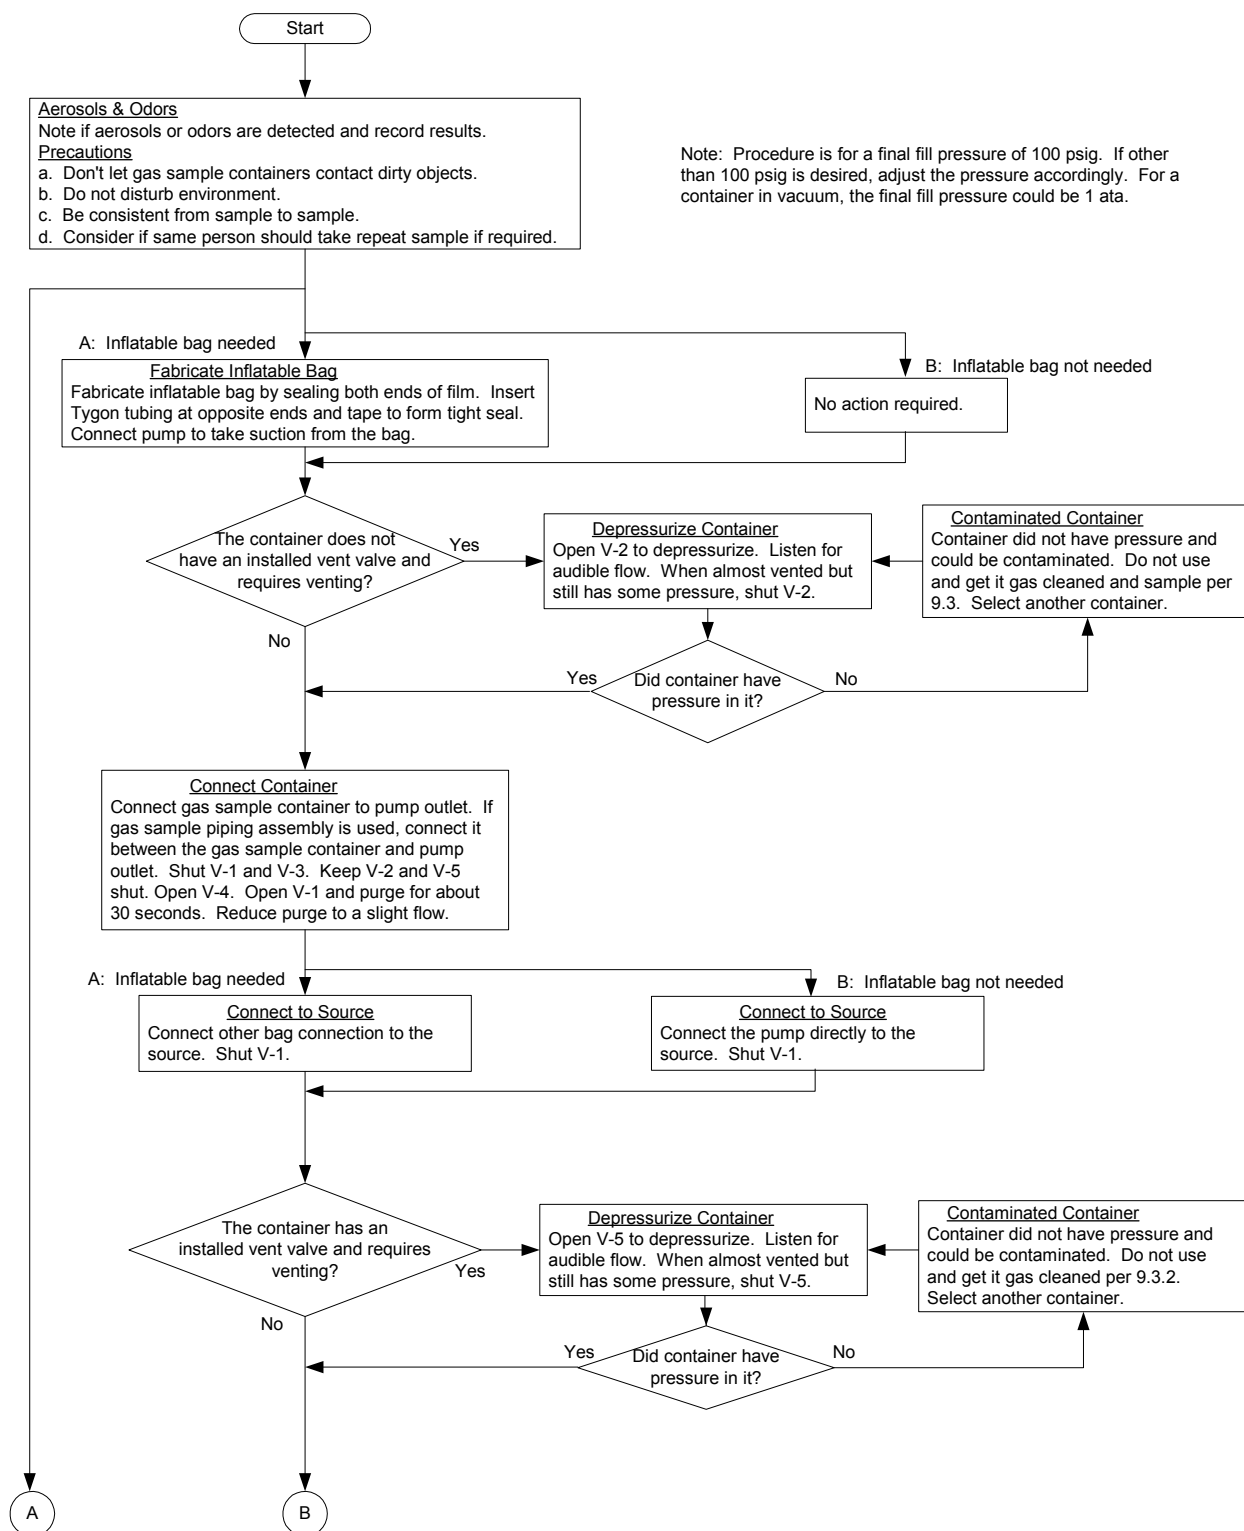 Start
Aerosols & Odors
Note if aerosols or odors are detected and record results.
Precautions
a. Don't let gas sample containers contact dirty objects.
b. Do not disturb environment.
c. Be consistent from sample to sample.
d. Consider if same person should take repeat sample if required.
Note: Procedure is for a final fill pressure of 100 psig. If other
than 100 psig is desired, adjust the pressure accordingly. For a
container in vacuum, the final fill pressure could be 1 ata.
A: Inflatable bag needed
Fabricate Inflatable Bag
Fabricate inflatable bag by sealing both ends of film. Insert
Tygon tubing at opposite ends and tape to form tight seal.
Connect pump to take suction from the bag.
B: Inflatable bag not needed
No action required.
The container does not
have an installed vent valve and
requires venting?
Yes
No
Depressurize Container
Open V-2 to depressurize. Listen for
audible flow. When almost vented but
still has some pressure, shut V-2.
Contaminated Container
Container did not have pressure and
could be contaminated. Do not use
and get it gas cleaned and sample per
9.3. Select another container.
Yes
Did container have
pressure in it?
No
Connect Container
Connect gas sample container to pump outlet. If
gas sample piping assembly is used, connect it
between the gas sample container and pump
outlet. Shut V-1 and V-3. Keep V-2 and V-5
shut. Open V-4. Open V-1 and purge for about
30 seconds. Reduce purge to a slight flow.
A: Inflatable bag needed
Connect to Source
Connect other bag connection to the
source. Shut V-1.
B: Inflatable bag not needed
Connect to Source
Connect the pump directly to the
source. Shut V-1.
The container has an
installed vent valve and requires
venting?
Yes
No
Depressurize Container
Open V-5 to depressurize. Listen for
audible flow. When almost vented but
still has some pressure, shut V-5.
Contaminated Container
Container did not have pressure and
could be contaminated. Do not use
and get it gas cleaned per 9.3.2.
Select another container.
Yes
Did container have
pressure in it?
No
A
B